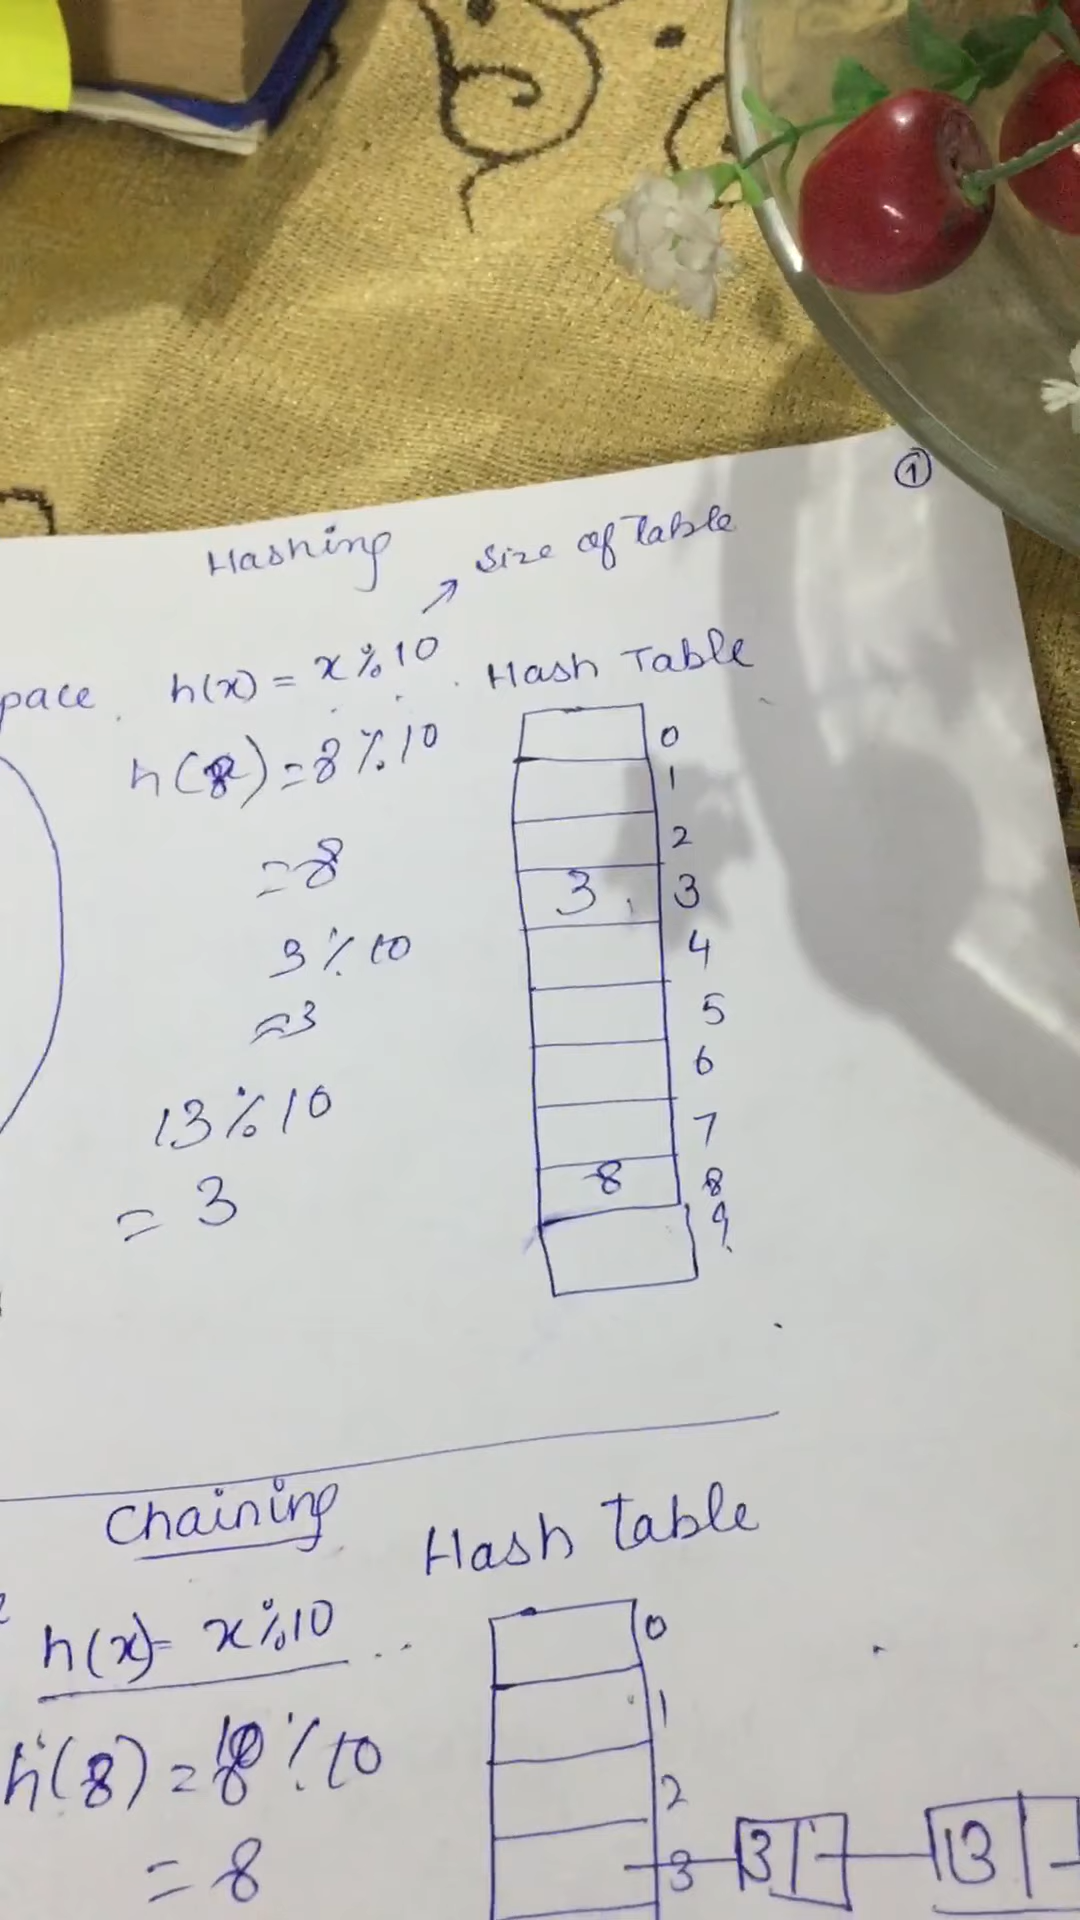 ①
Hashing
size of Table
pace. h(x) = x%10
Hash Table
h(8) = 8%10
= 8
3%10
=3
13%10
= 3
0
1
2
3 3
4
5
6
7
8 8
9
Chaining
Hash table
h(x)= x%10
h(8) = 8%10
= 8
0
1
2
3 3 13